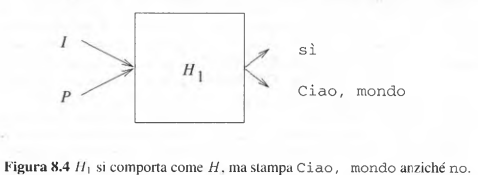 I
sì
H₁
P
Ciao, mondo
Figura 8.4 H₁ si comporta come H, ma stampa Ciao, mondo anziché no.